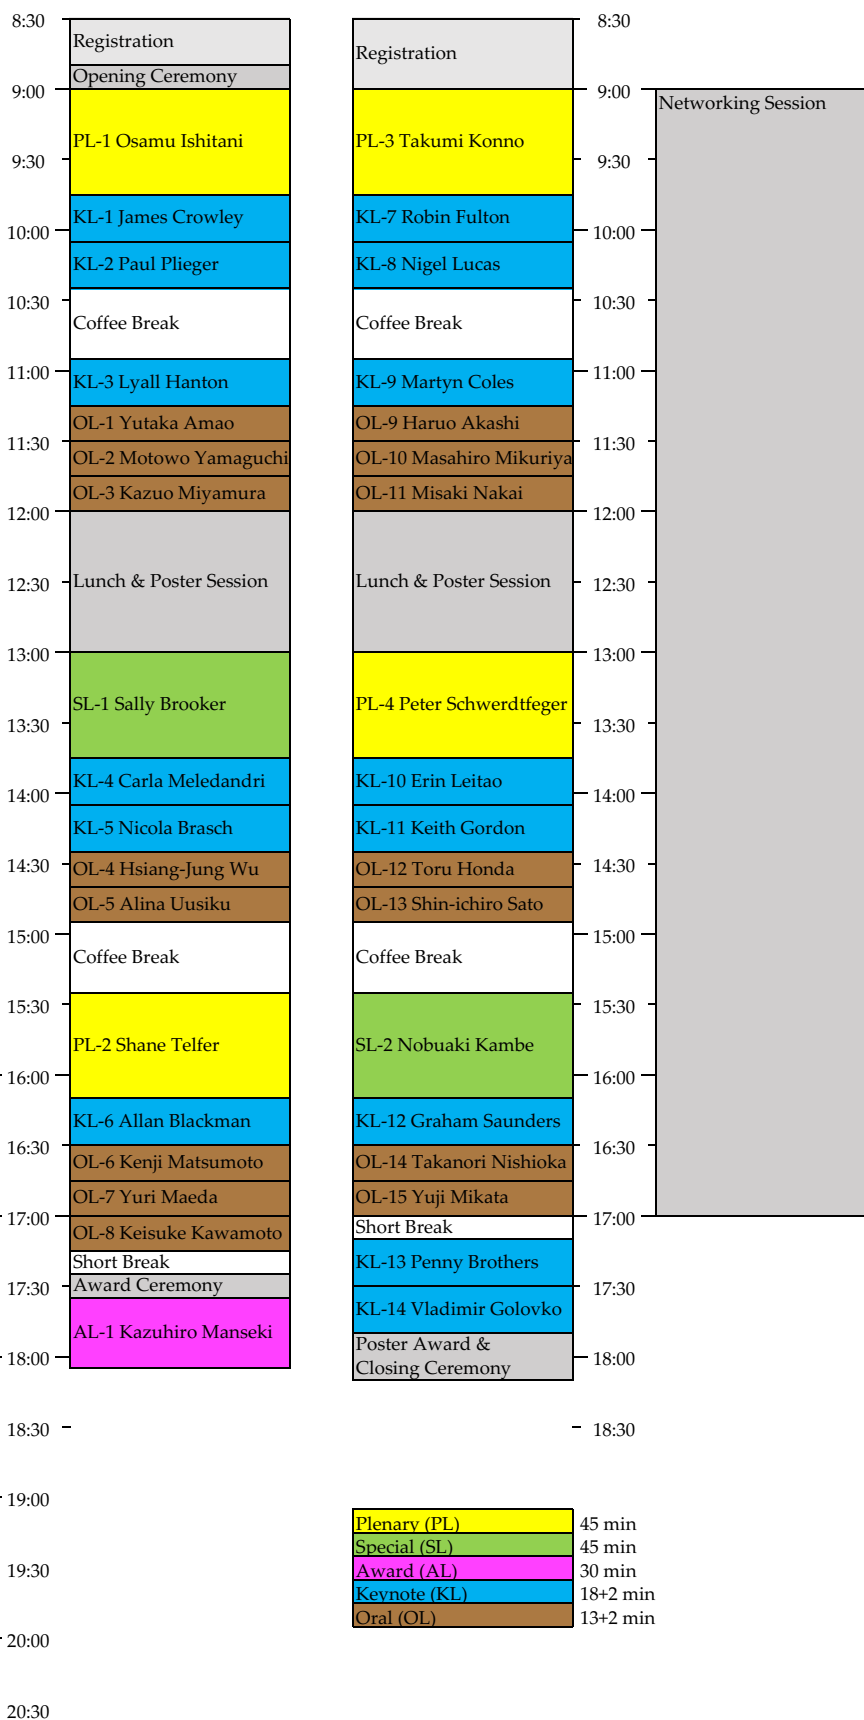 8:30
9:00
9:30
10:00
10:30
11:00
11:30
12:00
12:30
13:00
13:30
14:00
14:30
15:00
15:30
16:00
16:30
17:00
17:30
18:00
18:30
19:00
19:30
20:00
20:30
Registration
Opening Ceremony
PL-1 Osamu Ishitani
KL-1 James Crowley
KL-2 Paul Plieger
Coffee Break
KL-3 Lyall Hanton
OL-1 Yutaka Amao
OL-2 Motowo Yamaguchi
OL-3 Kazuo Miyamura
Lunch & Poster Session
SL-1 Sally Brooker
KL-4 Carla Meledandri
KL-5 Nicola Brasch
OL-4 Hsiang-Jung Wu
OL-5 Alina Uusiku
Coffee Break
PL-2 Shane Telfer
KL-6 Allan Blackman
OL-6 Kenji Matsumoto
OL-7 Yuri Maeda
OL-8 Keisuke Kawamoto
Short Break
Award Ceremony
AL-1 Kazuhiro Manseki
Registration
PL-3 Takumi Konno
KL-7 Robin Fulton
KL-8 Nigel Lucas
Coffee Break
KL-9 Martyn Coles
OL-9 Haruo Akashi
OL-10 Masahiro Mikuriya
OL-11 Misaki Nakai
Lunch & Poster Session
PL-4 Peter Schwerdtfeger
KL-10 Erin Leitao
KL-11 Keith Gordon
OL-12 Toru Honda
OL-13 Shin-ichiro Sato
Coffee Break
SL-2 Nobuaki Kambe
KL-12 Graham Saunders
OL-14 Takanori Nishioka
OL-15 Yuji Mikata
Short Break
KL-13 Penny Brothers
KL-14 Vladimir Golovko
Poster Award &
Closing Ceremony
8:30
9:00
9:30
10:00
10:30
11:00
11:30
12:00
12:30
13:00
13:30
14:00
14:30
15:00
15:30
16:00
16:30
17:00
17:30
18:00
18:30
Networking Session
Plenary (PL) 45 min
Special (SL) 45 min
Award (AL) 30 min
Keynote (KL) 18+2 min
Oral (OL) 13+2 min